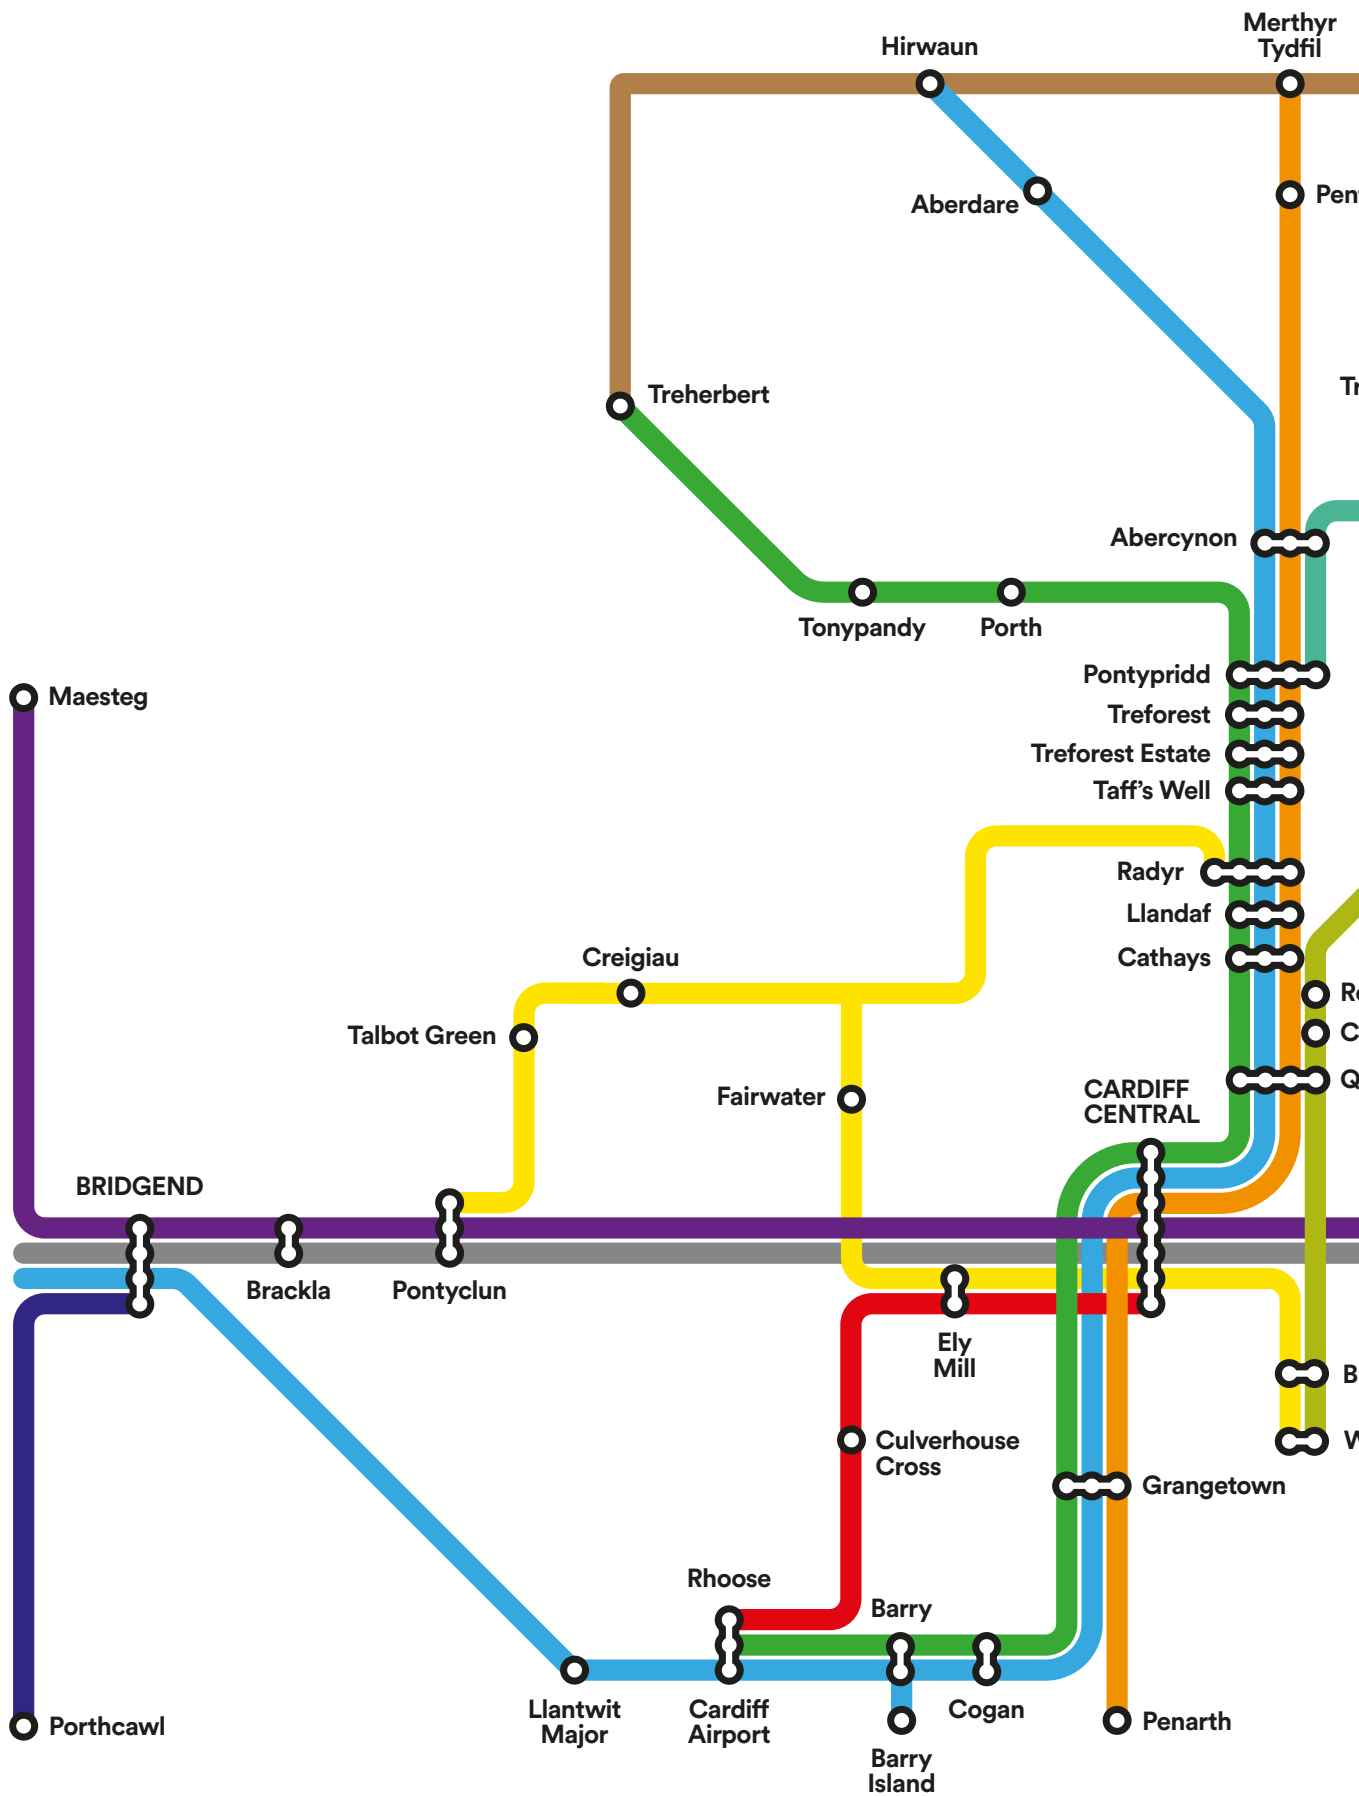 Merthyr
Tydfil
Hirwaun
Aberdare
Treherbert
Abercynon
Tonypandy
Porth
Pontypridd
Maesteg
Treforest
Treforest Estate
Taff's Well
Radyr
Llandaf
Creigiau
Cathays
Talbot Green
Fairwater
CARDIFF
CENTRAL
BRIDGEND
Brackla
Pontyclun
Ely
Mill
Culverhouse
Cross
Grangetown
Rhoose
Barry
Llantwit
Major
Cardiff
Airport
Cogan
Penarth
Porthcawl
Barry
Island